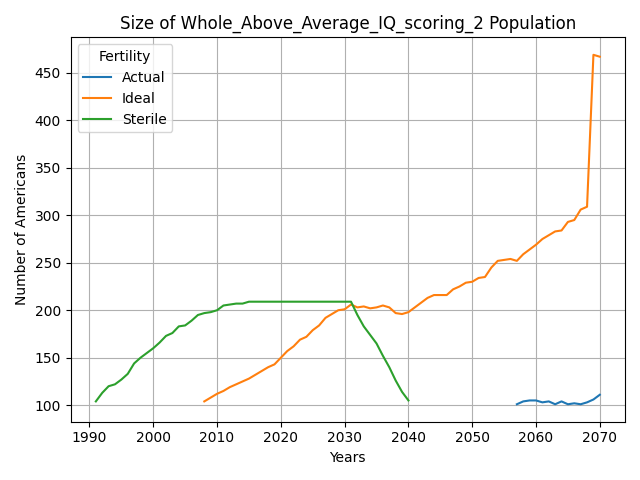 Size of Whole_Above_Average_IQ_scoring_2 Population
Fertility
Actual
Ideal
Sterile
Number of Americans
450
400
350
300
250
200
150
100
1990 2000 2010 2020 2030 2040 2050 2060 2070
Years